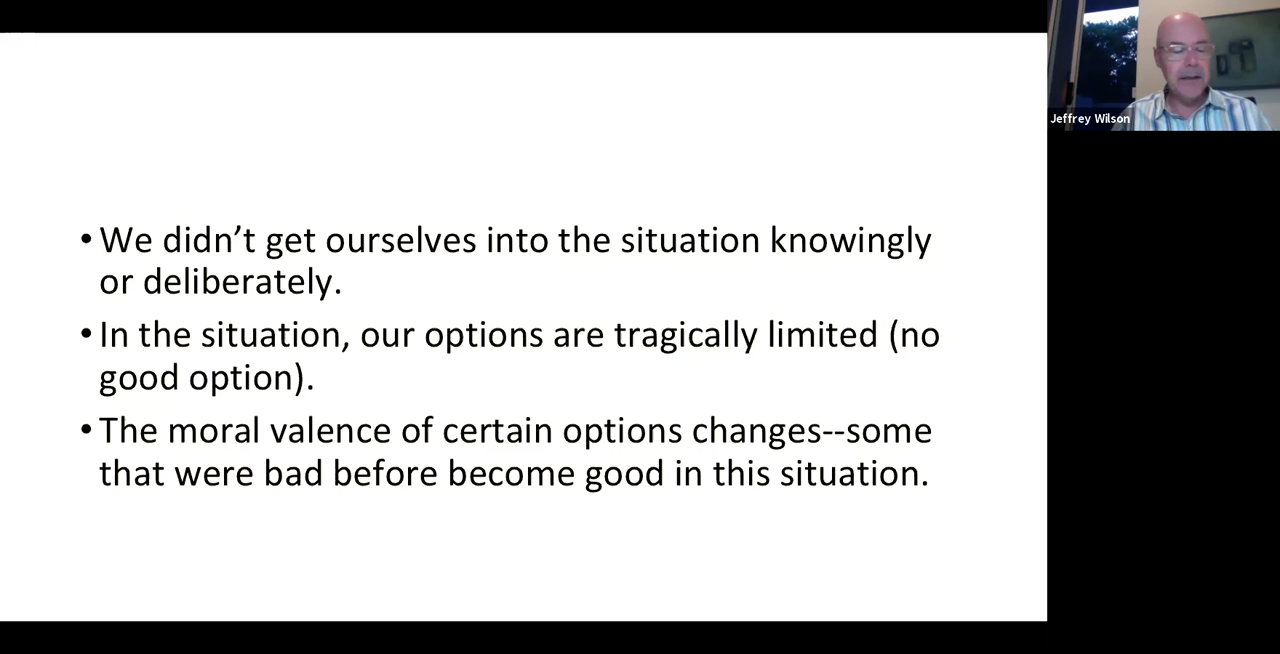 • We didn’t get ourselves into the situation knowingly
or deliberately.
• In the situation, our options are tragically limited (no
good option).
• The moral valence of certain options changes--some
that were bad before become good in this situation.
Jeffrey Wilson